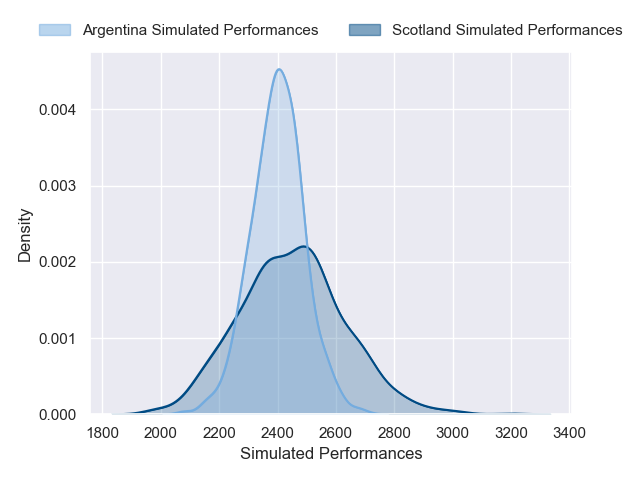 Argentina Simulated Performances
Scotland Simulated Performances
0.004
0.003
0.002
0.001
0.000
Density
1800 2000 2200 2400 2600 2800 3000 3200 3400
Simulated Performances